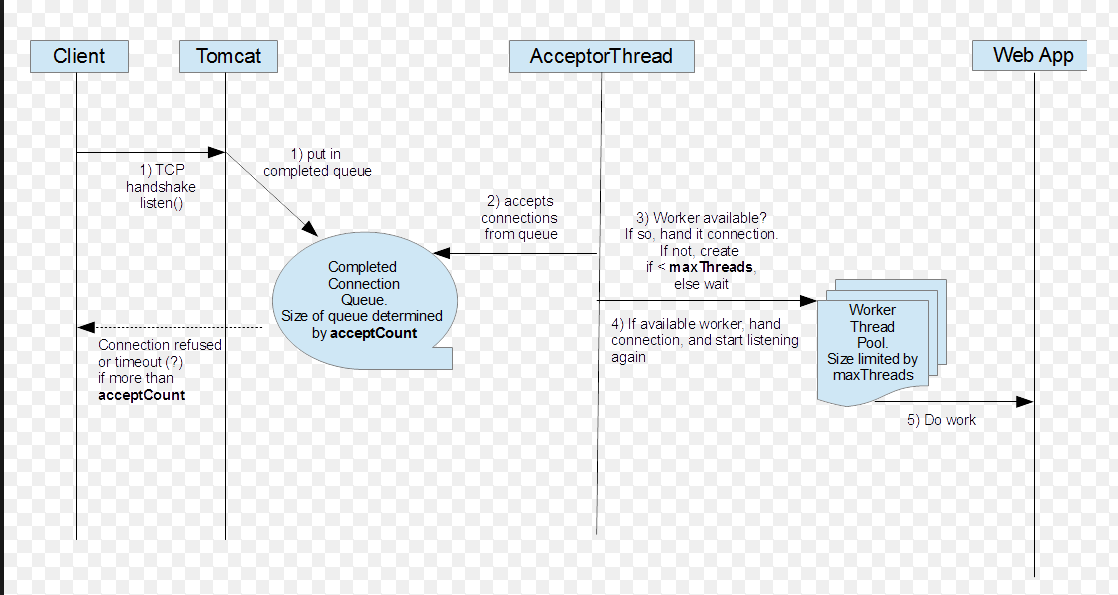 Client
Tomcat
AcceptorThread
Web App
1) TCP
handshake
listen()
1) put in
completed queue
2) accepts
connections
from queue
3) Worker available?
If so, hand it connection.
If not, create
if < maxThreads,
else wait
Completed
Connection
Queue.
Size of queue determined
by acceptCount
Connection refused
or timeout (?)
if more than
acceptCount
4) If available worker, hand
connection, and start listening
again
Worker
Thread
Pool.
Size limited by
maxThreads
5) Do work